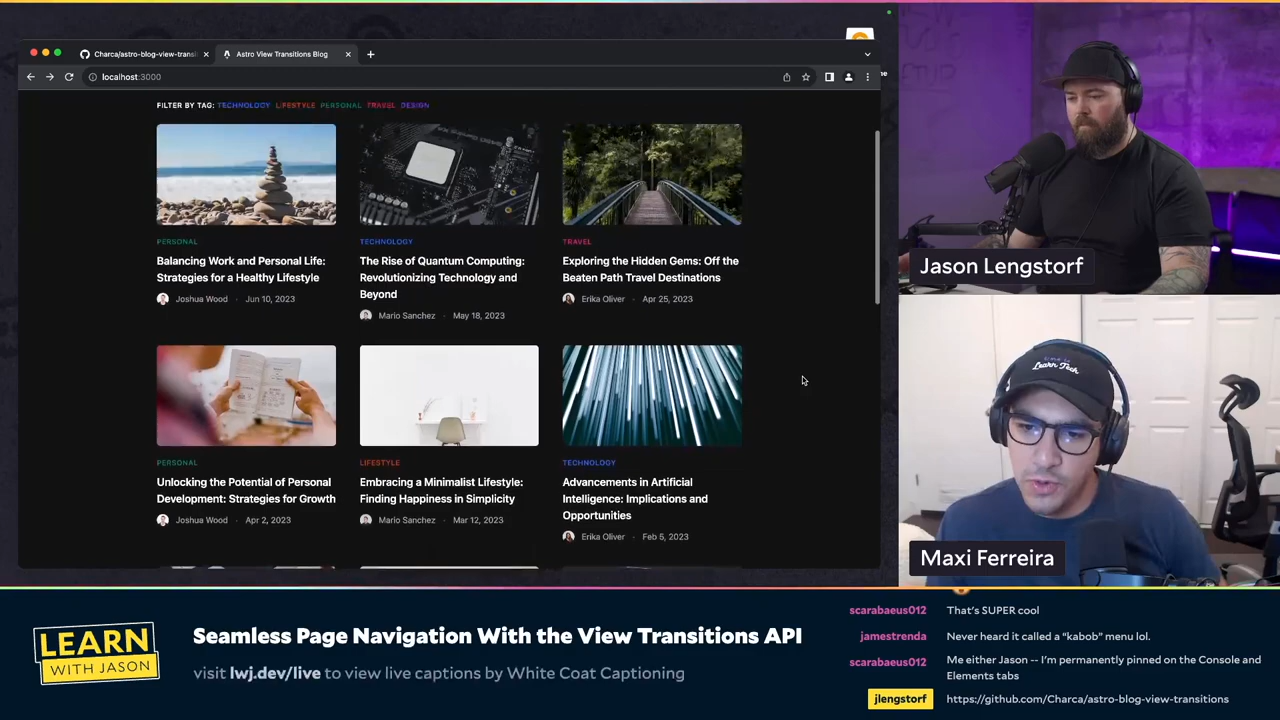 Charca/astro-blog-view-transi
Astro View Transitions Blog
localhost:3000
FILTER BY TAG: TECHNOLOGY LIFESTYLE PERSONAL TRAVEL DESIGN
PERSONAL
Balancing Work and Personal Life:
Strategies for a Healthy Lifestyle
Joshua Wood · Jun 10, 2023
TECHNOLOGY
The Rise of Quantum Computing:
Revolutionizing Technology and
Beyond
Mario Sanchez · May 18, 2023
TRAVEL
Exploring the Hidden Gems: Off the
Beaten Path Travel Destinations
Erika Oliver · Apr 25, 2023
PERSONAL
Unlocking the Potential of Personal
Development: Strategies for Growth
Joshua Wood · Apr 2, 2023
LIFESTYLE
Embracing a Minimalist Lifestyle:
Finding Happiness in Simplicity
Mario Sanchez · Mar 12, 2023
TECHNOLOGY
Advancements in Artificial
Intelligence: Implications and
Opportunities
Erika Oliver · Feb 5, 2023
Jason Lengstorf
Learn Tech
Maxi Ferreira
LEARN
WITH JASON
Seamless Page Navigation With the View Transitions API
visit lwj.dev/live to view live captions by White Coat Captioning
scarabaeus012 That's SUPER cool
jamestrenda Never heard it called a "kabob" menu lol.
scarabaeus012 Me either Jason -- I'm permanently pinned on the Console and
Elements tabs
jlengstorf https://github.com/Charca/astro-blog-view-transitions